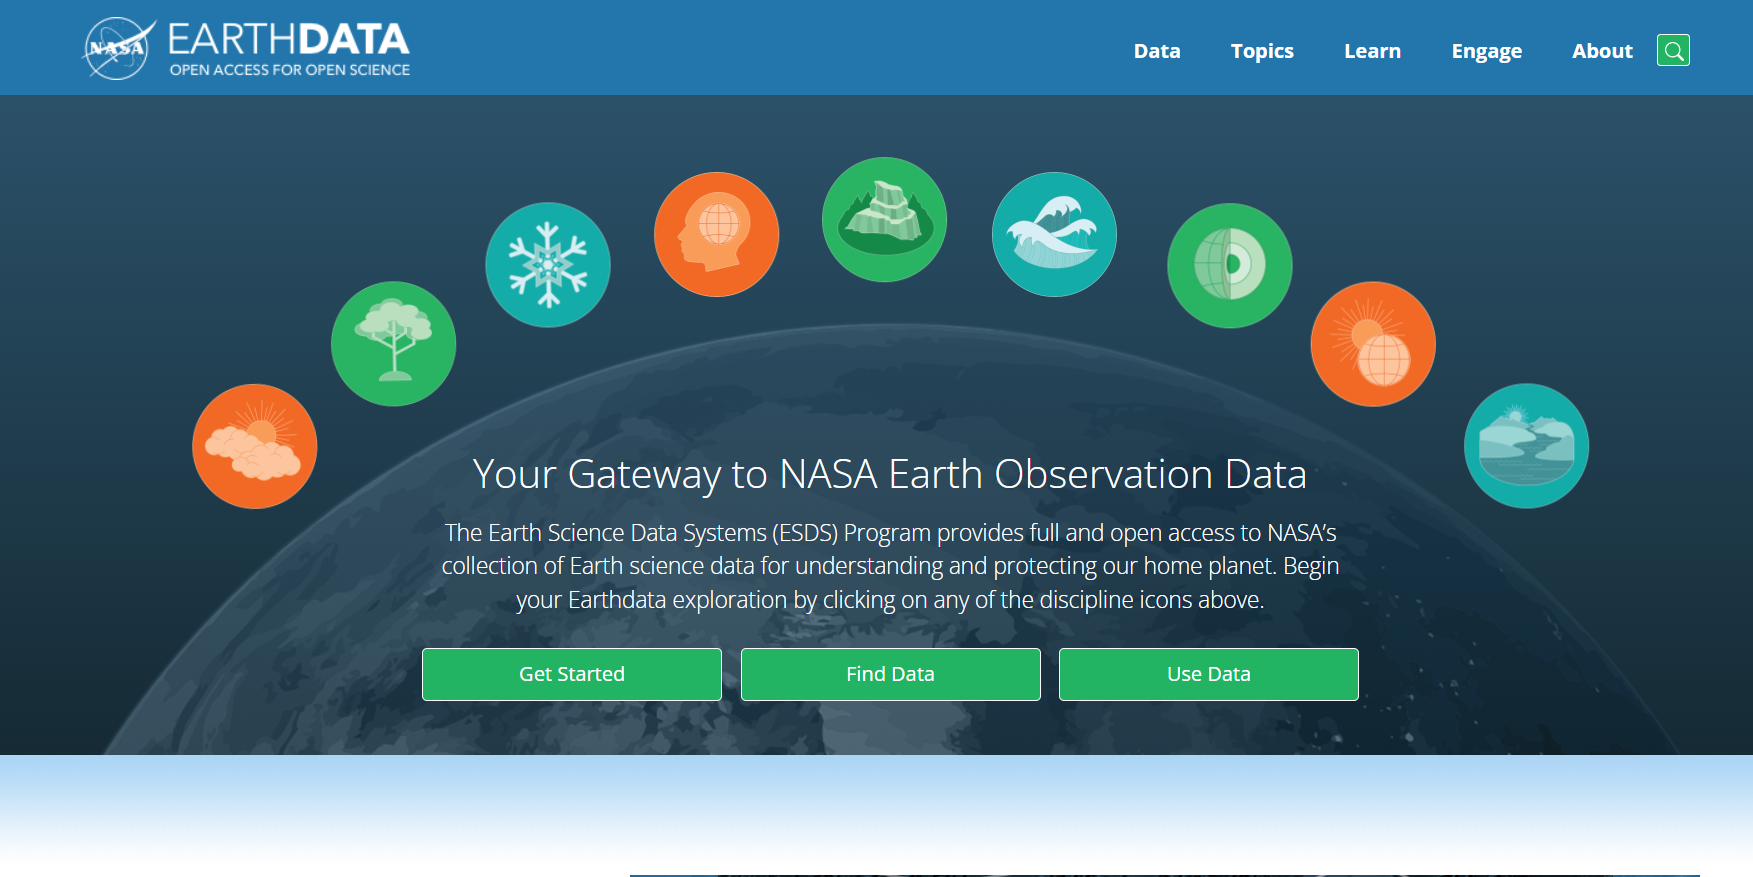 NASA
EARTHDATA
OPEN ACCESS FOR OPEN SCIENCE
Data
Topics
Learn
Engage
About
Your Gateway to NASA Earth Observation Data
The Earth Science Data Systems (ESDS) Program provides full and open access to NASA’s
collection of Earth science data for understanding and protecting our home planet. Begin
your Earthdata exploration by clicking on any of the discipline icons above.
Get Started
Find Data
Use Data